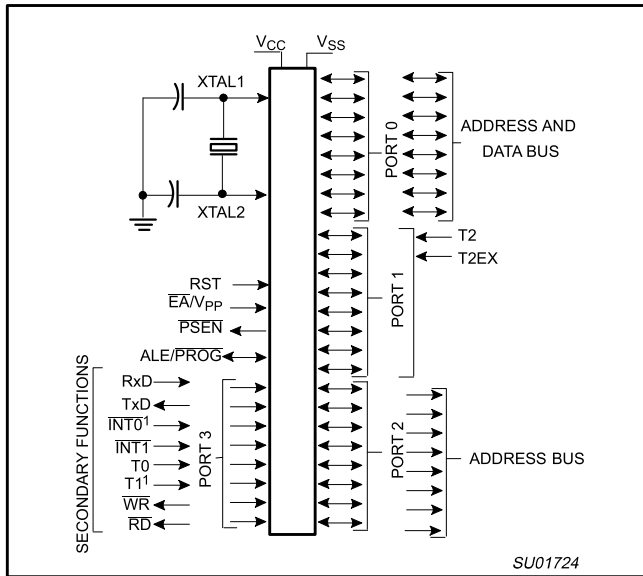 VCC VSS
XTAL1
XTAL2
PORT 0
ADDRESS AND
DATA BUS
T2
T2EX
PORT 1
RST
EA/VPP
PSEN
ALE/PROG
SECONDARY FUNCTIONS
RxD
TxD
INT0¹
INT1
T0
T1¹
WR
RD
PORT 3
PORT 2
ADDRESS BUS
SU01724